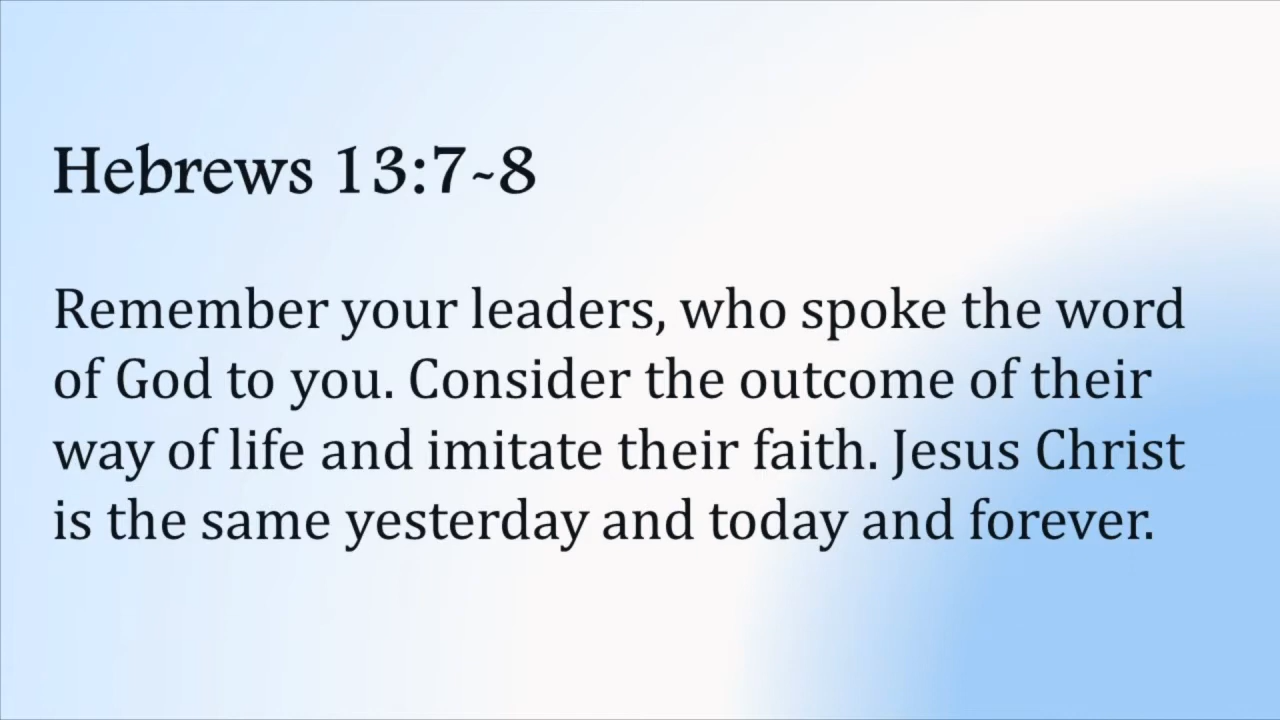 Hebrews 13:7~8
Remember your leaders, who spoke the word
of God to you. Consider the outcome of their
way of life and imitate their faith. Jesus Christ
is the same yesterday and today and forever.